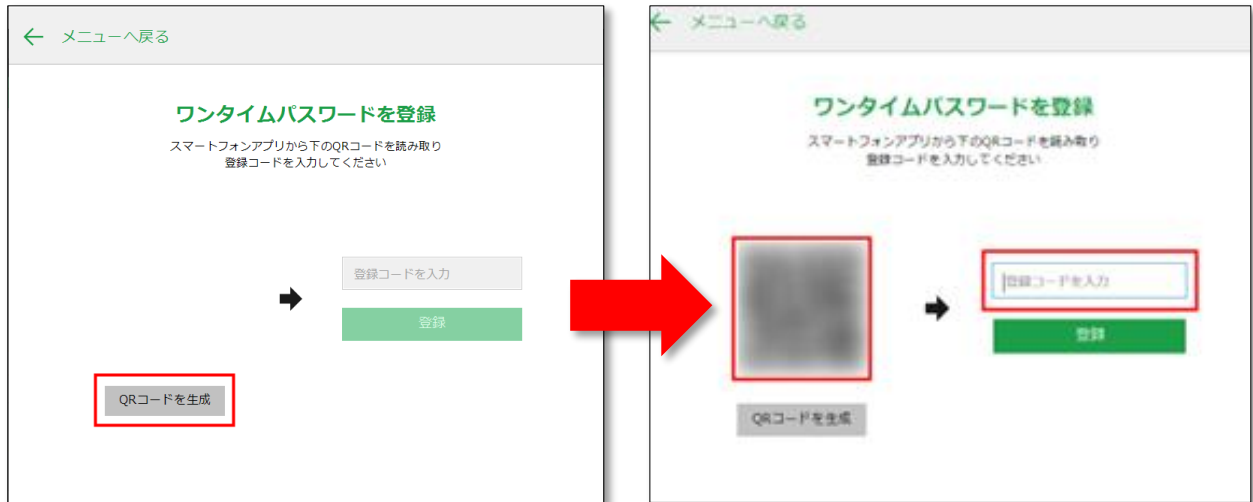 メニューへ戻る
ワンタイムパスワードを登録
スマートフォンアプリから下のQRコードを読み取り
登録コードを入力してください
登録コードを入力
登録
QRコードを生成
メニューへ戻る
ワンタイムパスワードを登録
スマートフォンアプリから下のQRコードを読み取り
登録コードを入力してください
登録コードを入力
登録
QRコードを生成